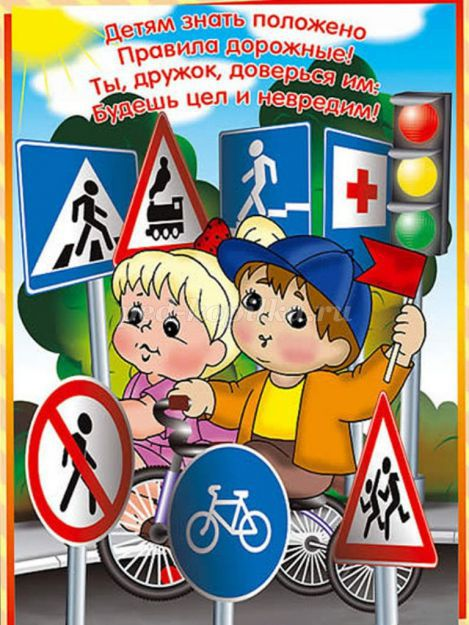 Детям знать положено
Правила дорожные!
Ты, дружок, доверься им:
Будешь цел и невредим!